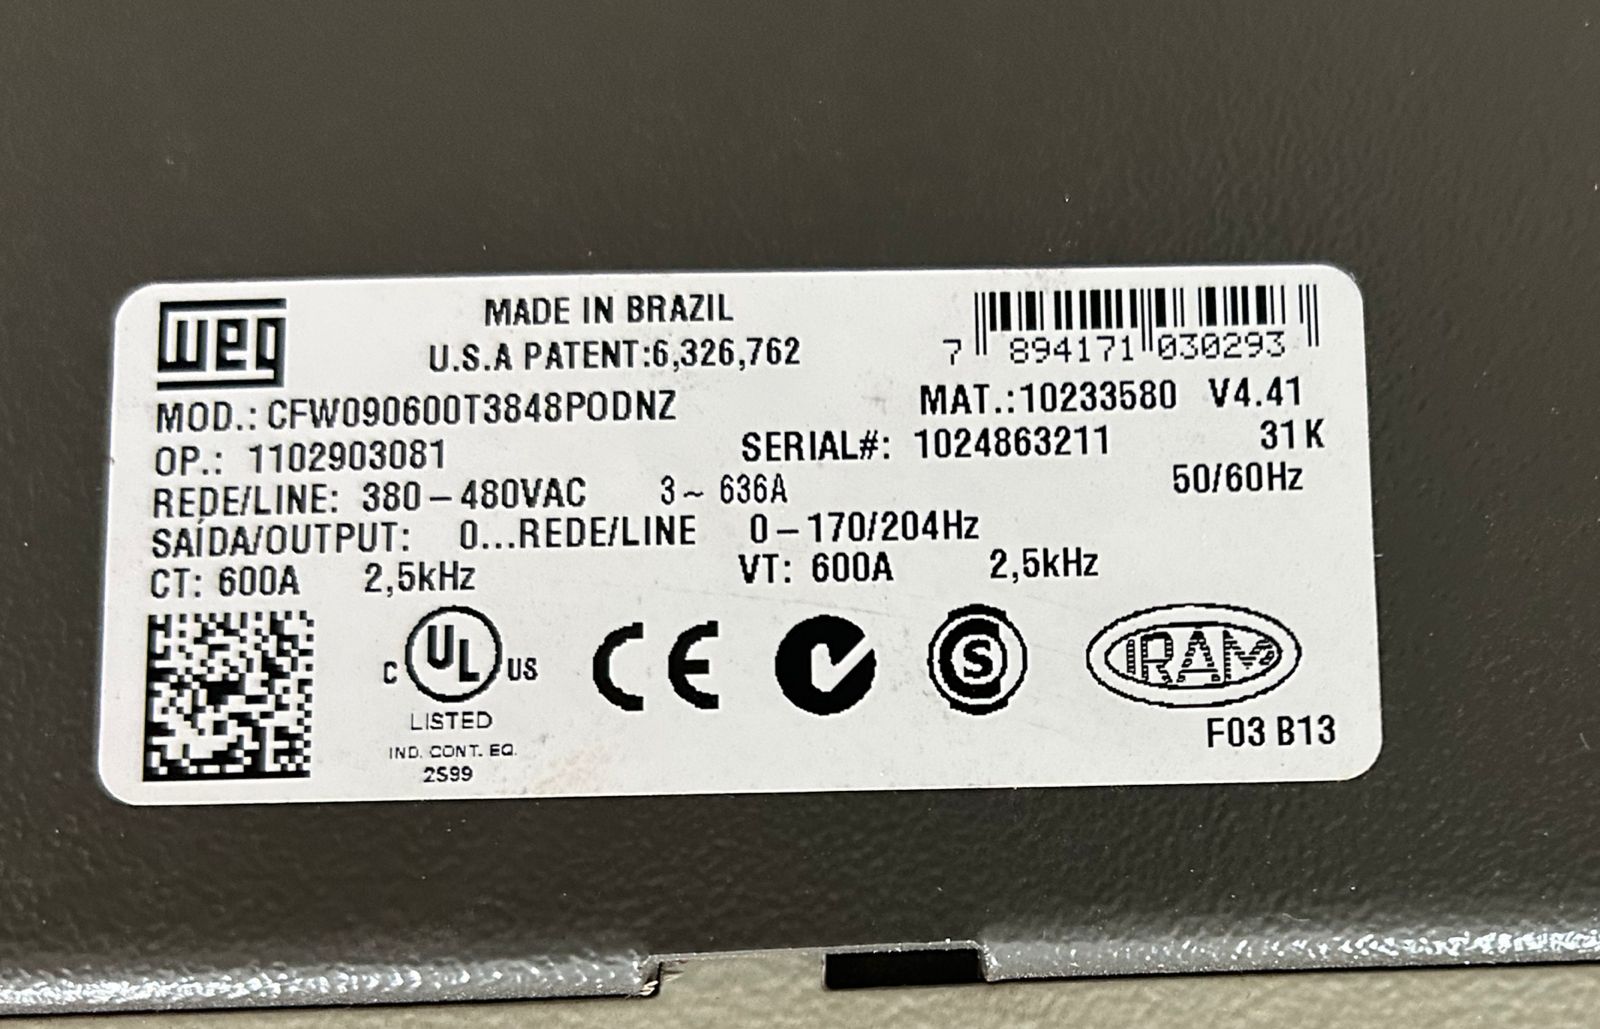 weg
MADE IN BRAZIL
U.S.A PATENT:6,326,762
7 894171 030293
MOD.: CFW090600T3848PODNZ
MAT.:10233580 V4.41
OP.: 1102903081
SERIAL#: 1024863211 31K
REDE/LINE: 380-480VAC 3~ 636A 50/60Hz
SAÍDA/OUTPUT: 0...REDE/LINE 0-170/204Hz
CT: 600A 2,5kHz VT: 600A 2,5kHz
C UL US
LISTED
IND. CONT. EQ.
2S99
CE
S
IRAM
F03 B13